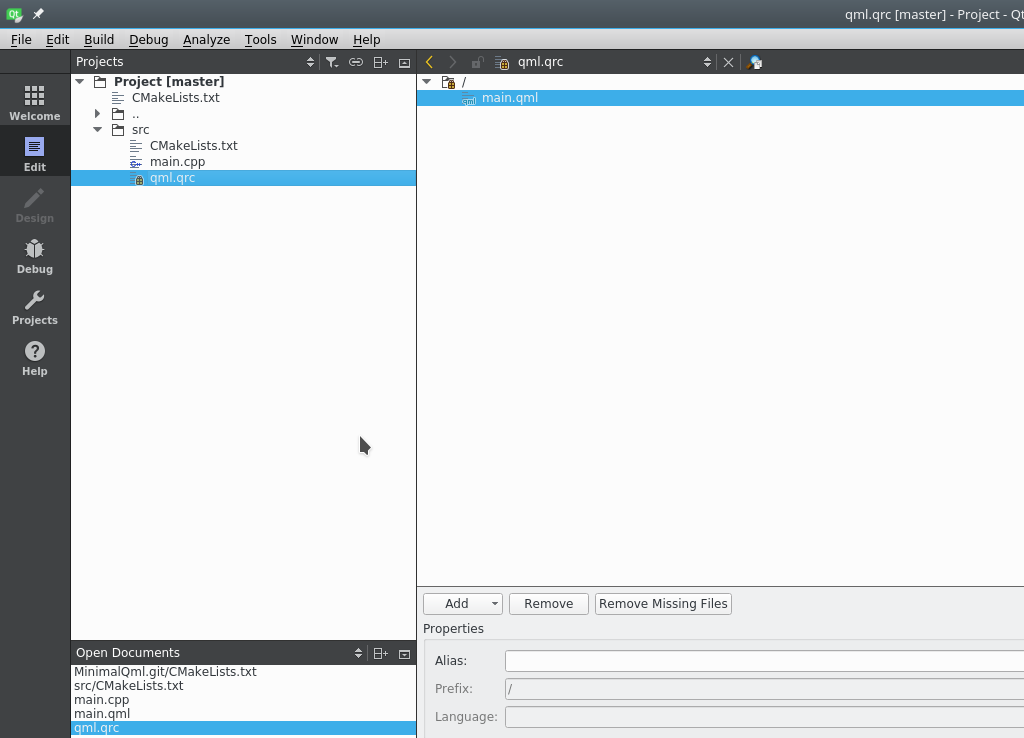 qml.qrc [master] - Project - Qt
File Edit Build Debug Analyze Tools Window Help
Projects
qml.qrc
Welcome
Edit
Design
Debug
Projects
Help
Project [master]
CMakeLists.txt
..
src
CMakeLists.txt
main.cpp
qml.qrc
/
main.qml
Add
Remove
Remove Missing Files
Properties
Alias:
Prefix: /
Language:
Open Documents
MinimalQml.git/CMakeLists.txt
src/CMakeLists.txt
main.cpp
main.qml
qml.qrc